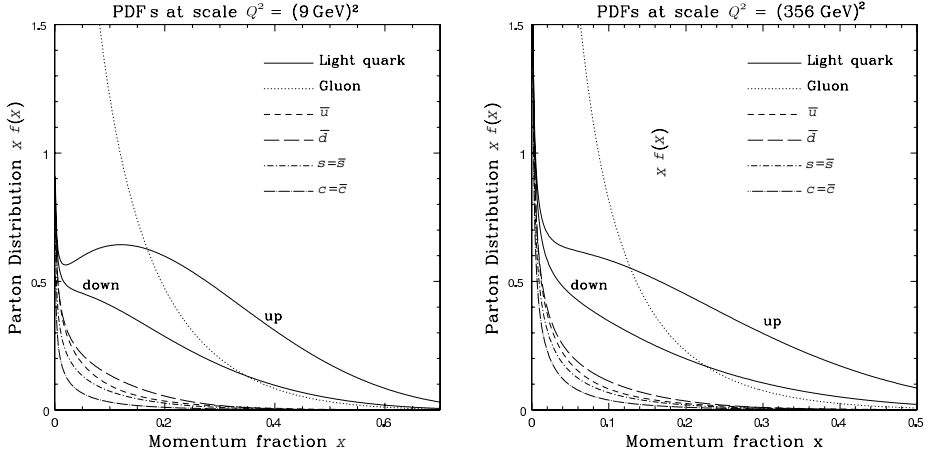 PDFs at scale Q² = (9 GeV)²
1.5
1
0.5
0
Parton Distribution x f(x)
Light quark
Gluon
u̅
d̅
s=s̅
c=c̅
down
up
0
0.2
0.4
0.6
Momentum fraction x
PDFs at scale Q² = (356 GeV)²
1.5
1
0.5
0
Parton Distribution x f(x)
x f(x)
Light quark
Gluon
u̅
d̅
s=s̅
c=c̅
down
up
0
0.1
0.2
0.3
0.4
0.5
Momentum fraction x